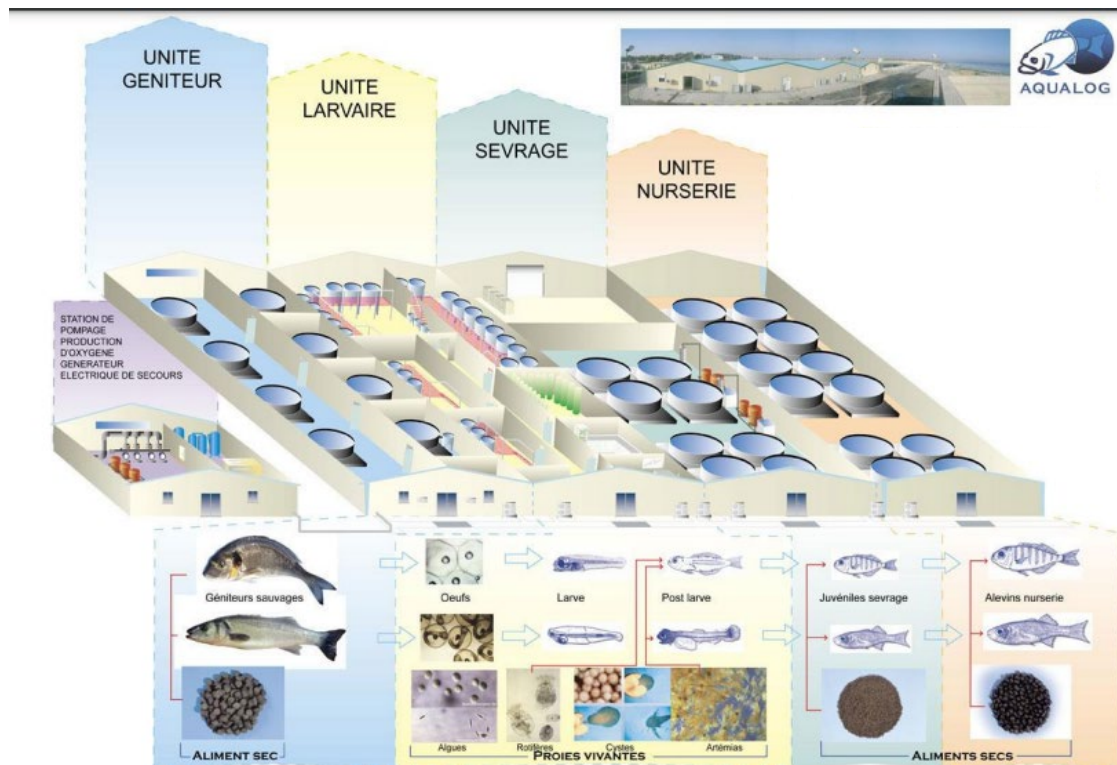 UNITE
GENITEUR
UNITE
LARVAIRE
UNITE
SEVRAGE
UNITE
NURSERIE
AQUALOG
STATION DE
POMPAGE
PRODUCTION
D'OXYGENE
GENERATEUR
ELECTRIQUE DE SECOURS
Géniteurs sauvages
Oeufs
Larve
Post larve
Juvéniles sevrage
Alevins nurserie
Algues
Rotifères
Cystes
Artémias
ALIMENT SEC
PROIES VIVANTES
ALIMENTS SECS